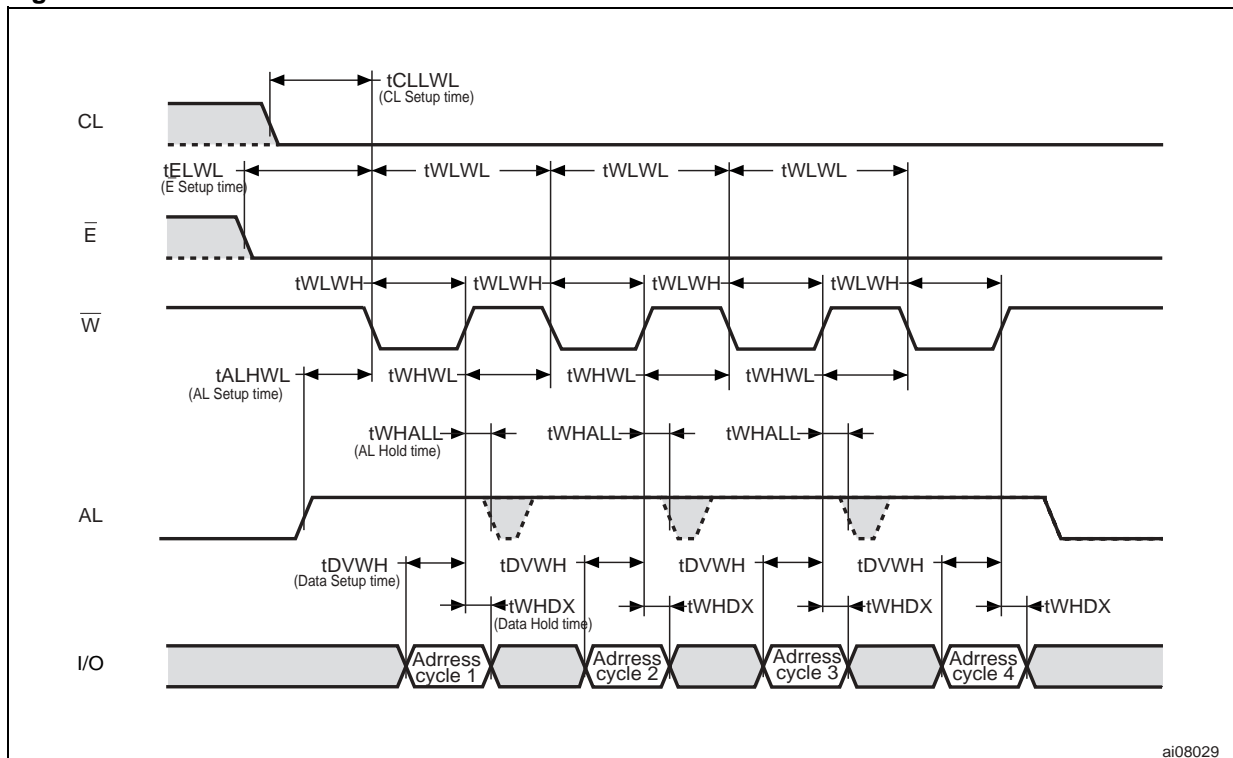 tCLLWL
(CL Setup time)
CL
tELWL
(E Setup time)
tWLWL
tWLWL
tWLWL
E
tWLWH
tWLWH
tWLWH
tWLWH
W
tALHWL
(AL Setup time)
tWHWL
tWHWL
tWHWL
tWHALL
(AL Hold time)
tWHALL
tWHALL
AL
tDVWH
(Data Setup time)
tDVWH
tDVWH
tDVWH
tWHDX
(Data Hold time)
tWHDX
tWHDX
tWHDX
I/O
Adrress
cycle 1
Adrress
cycle 2
Adrress
cycle 3
Adrress
cycle 4
ai08029